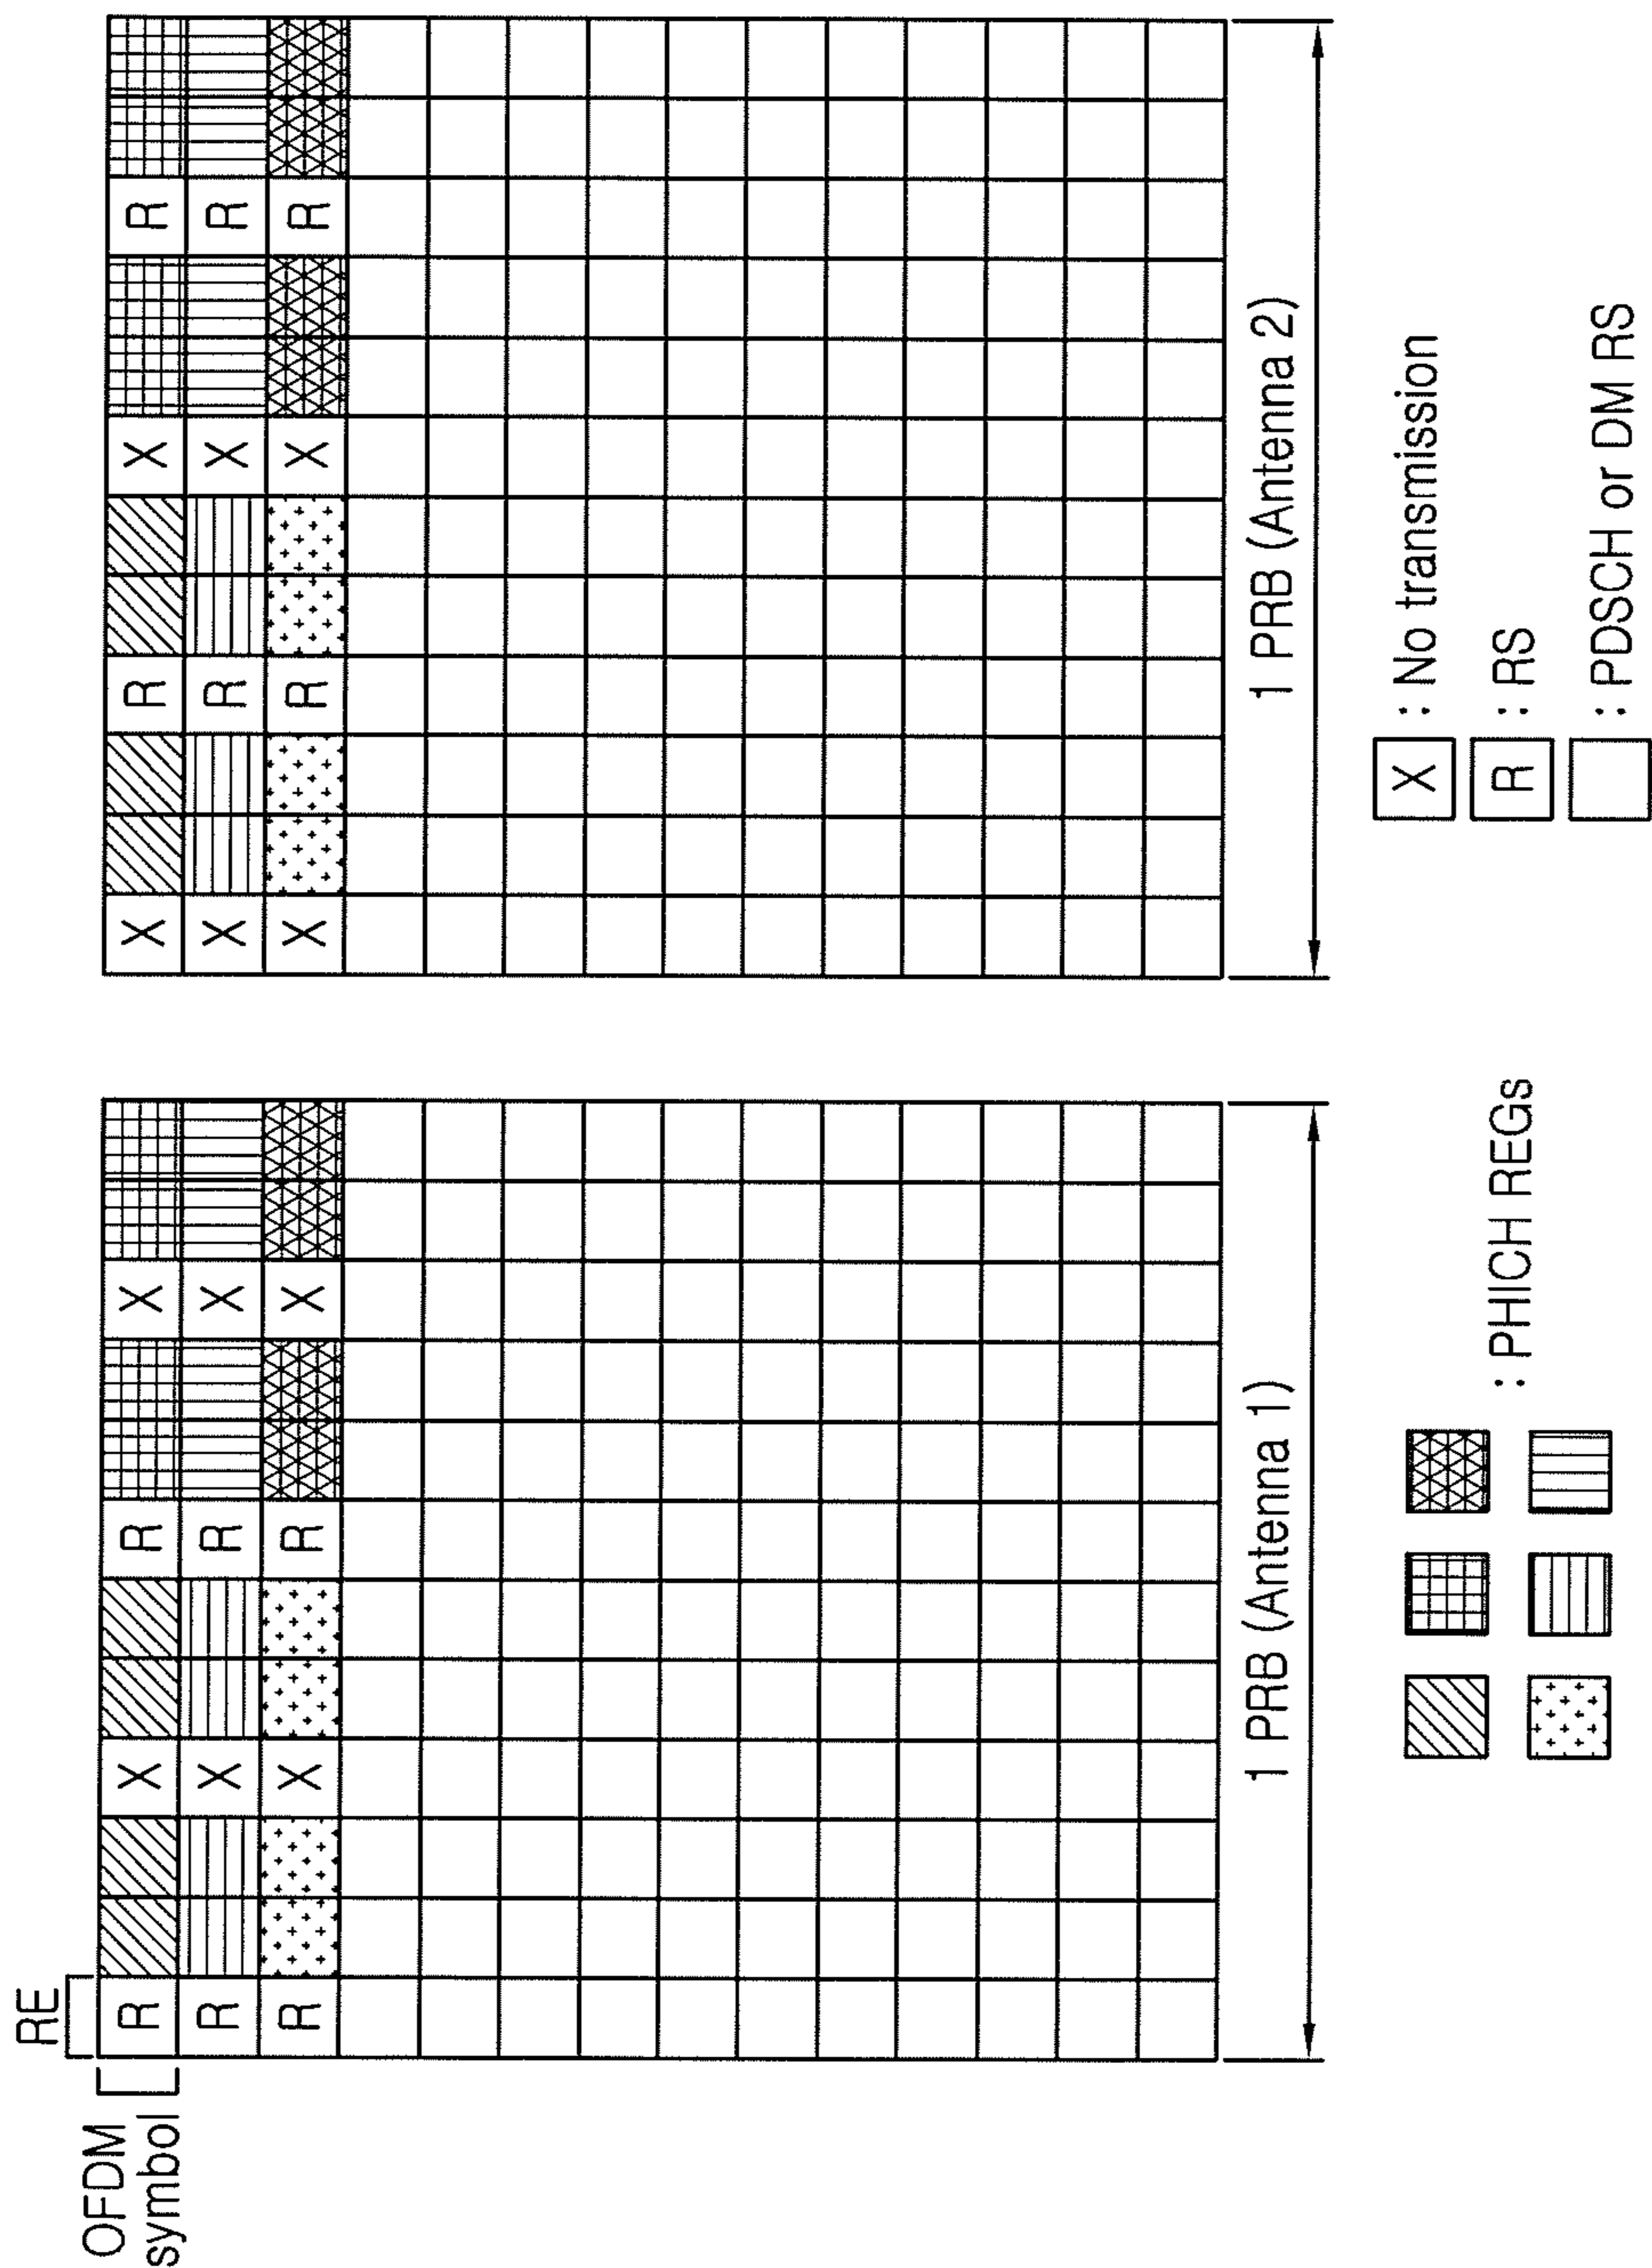 RE
OFDM
symbol
R X R X X R X R
R X R X X R X R
R X R X X R X R
1 PRB (Antenna 1)
1 PRB (Antenna 2)
: PHICH REGs
X : No transmission
R : RS
: PDSCH or DM RS